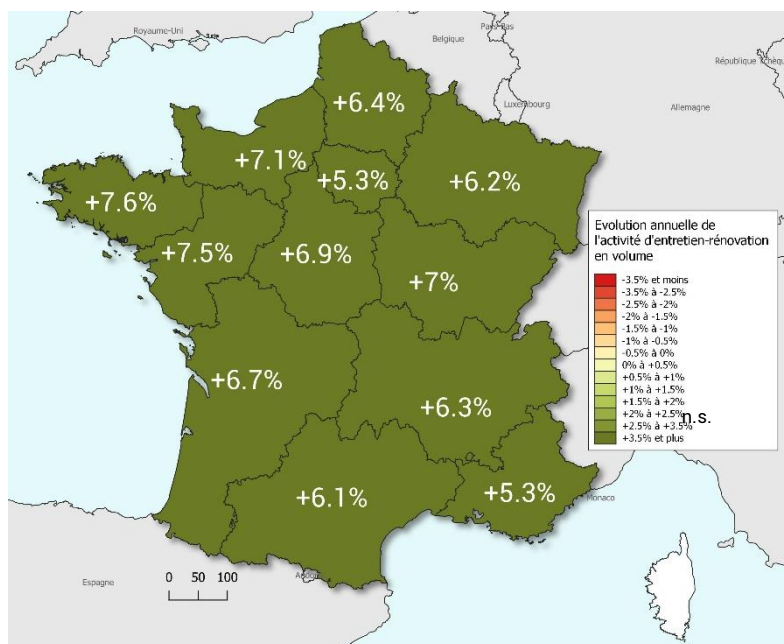 Royaume-Uni
Belgique
Pays-Bas
République Tchèque
Luxembourg
Allemagne
+6.4%
+7.1%
+5.3%
+6.2%
+7.6%
+7.5%
+6.9%
+7%
+6.7%
+6.3%
+6.1%
+5.3%
Evolution annuelle de
l'activité d'entretien-rénovation
en volume
-3.5% et moins
-3.5% à -2.5%
-2.5% à -2%
-2% à -1.5%
-1.5% à -1%
-1% à -0.5%
-0.5% à 0%
0% à +0.5%
+0.5% à +1%
+1% à +1.5%
+1.5% à +2%
+2% à +2.5%
+2.5% à +3.5%
+3.5% et plus
n.s.
Monaco
Espagne
0 50 100